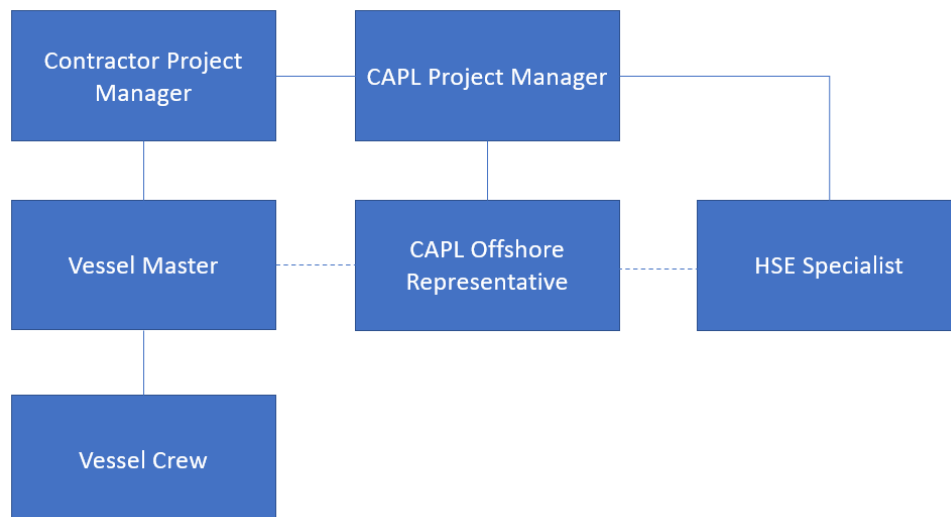 Contractor Project
Manager
CAPL Project Manager
Vessel Master
CAPL Offshore
Representative
HSE Specialist
Vessel Crew